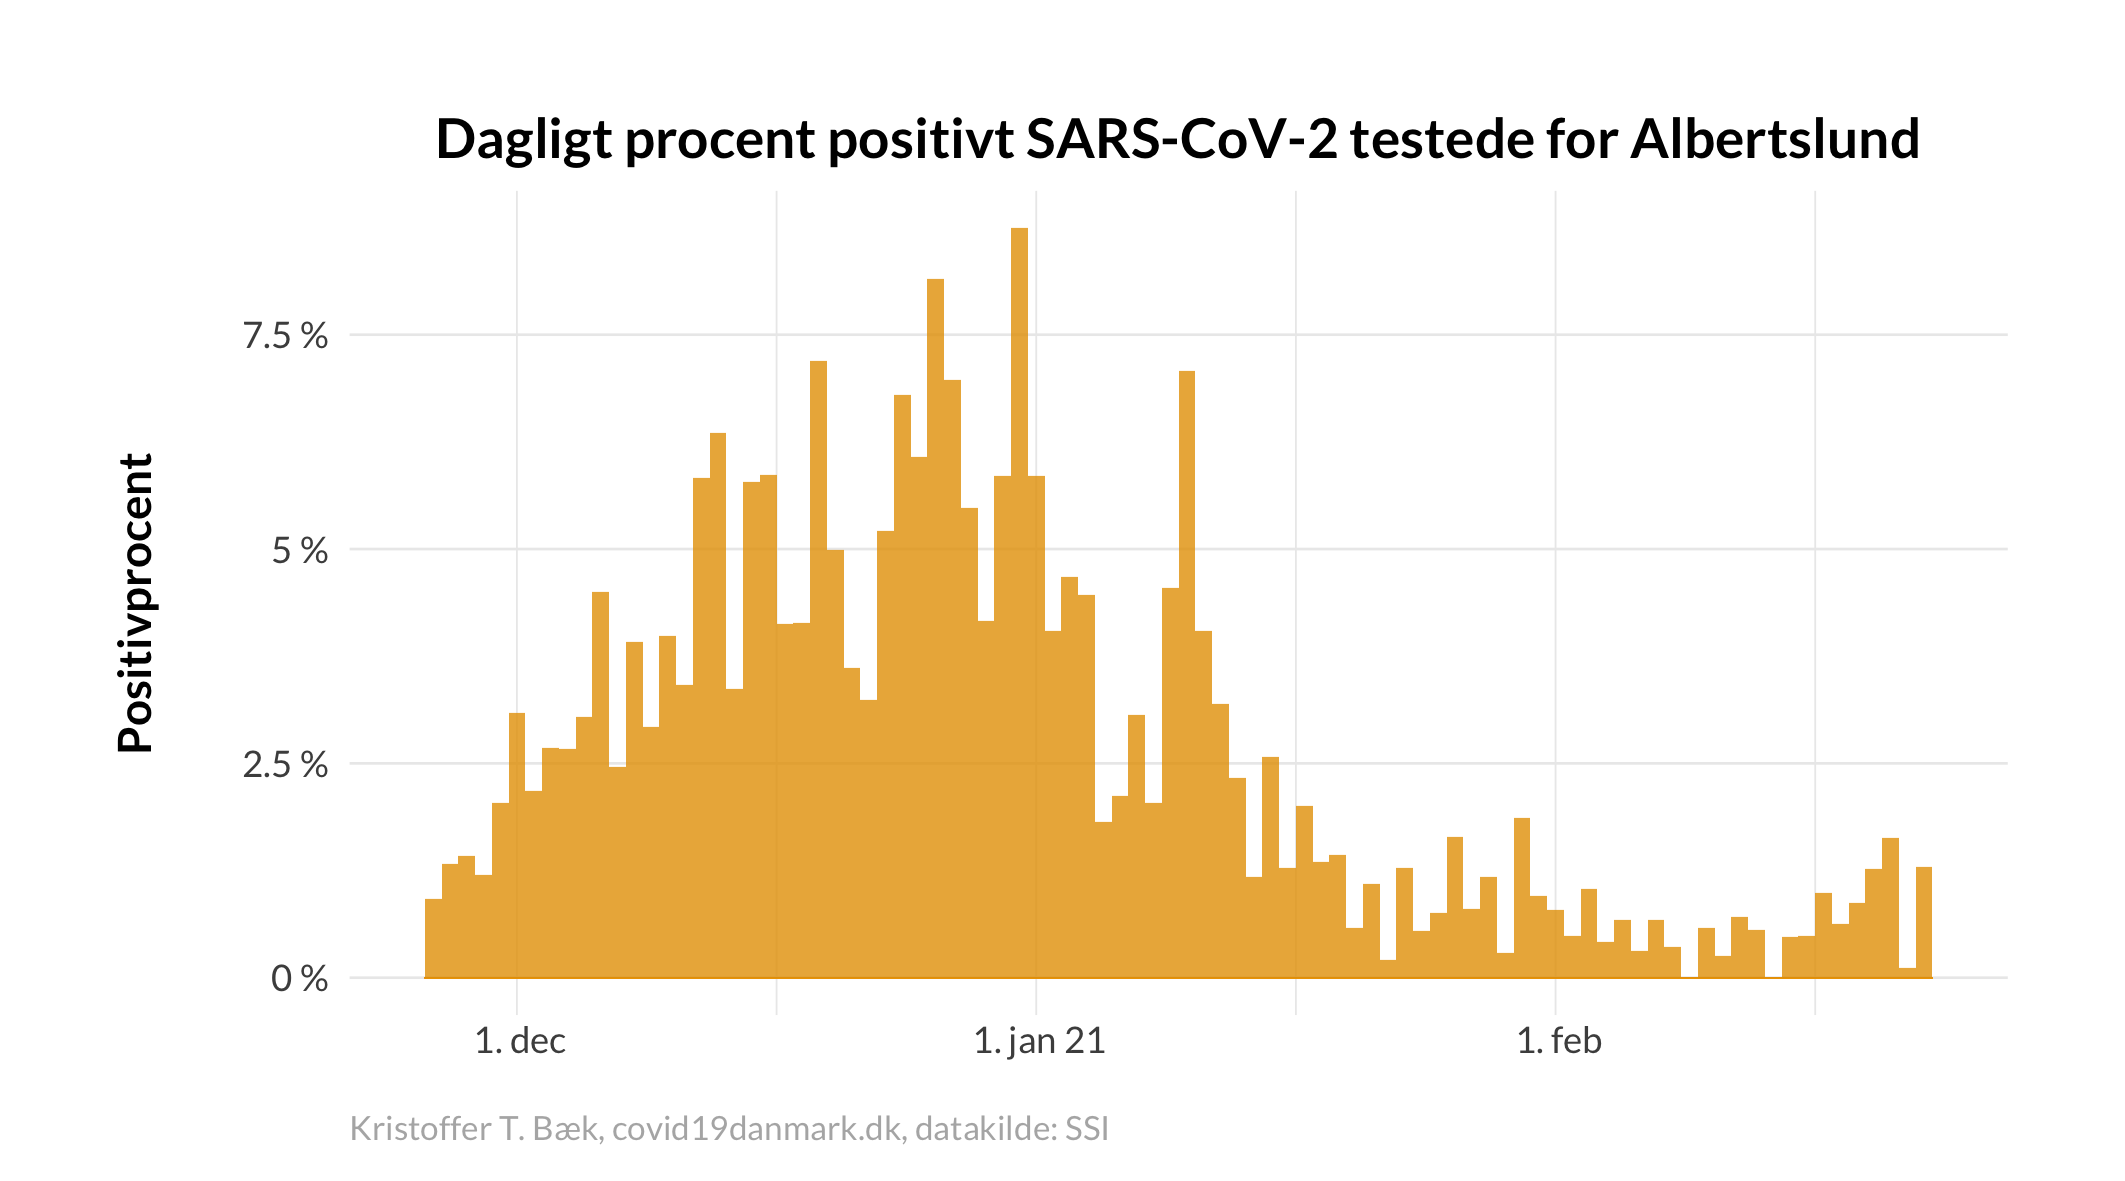 Dagligt procent positivt SARS-CoV-2 testede for Albertslund
Positivprocent
7.5 %
5 %
2.5 %
0 %
1. dec
1. jan 21
1. feb
Kristoffer T. Bæk, covid19danmark.dk, datakilde: SSI